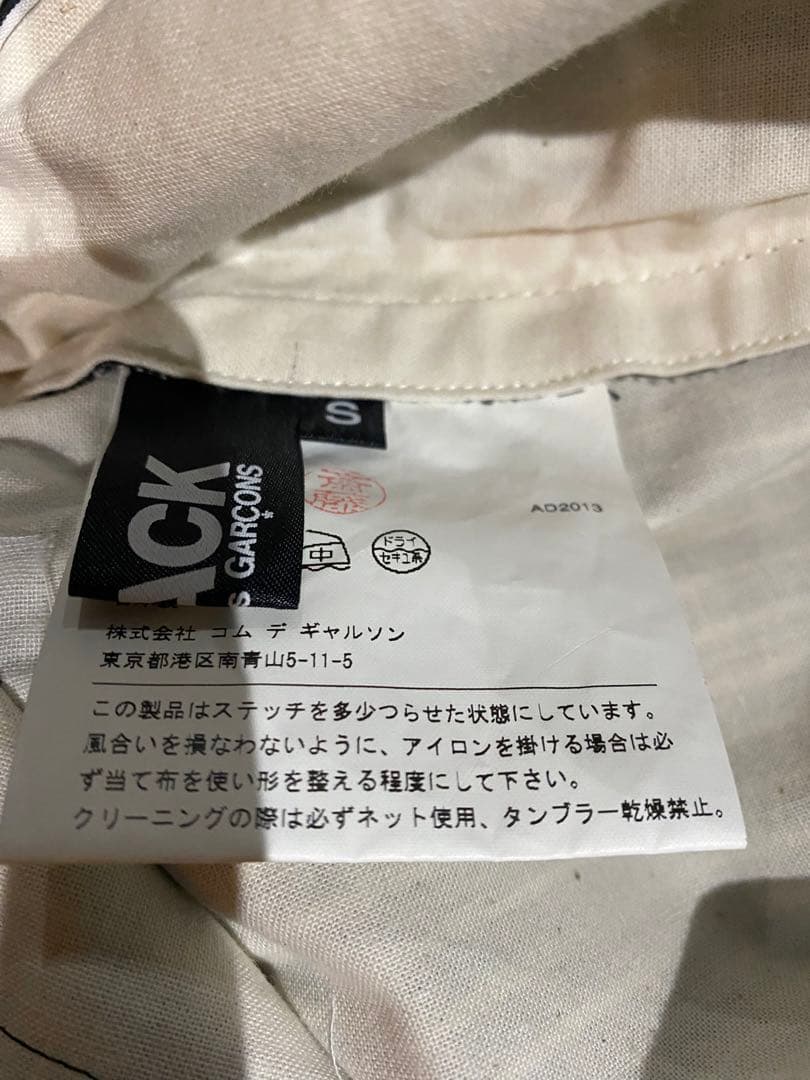 S
ACK
S GARÇONS
AD2013
中
ドライ
セキユ系
株式会社 コム デ ギャルソン
東京都港区南青山5-11-5
この製品はステッチを多少つらせた状態にしています。
風合いを損なわないように、アイロンを掛ける場合は必
ず当て布を使い形を整える程度にして下さい。
クリーニングの際は必ずネット使用、タンブラー乾燥禁止。